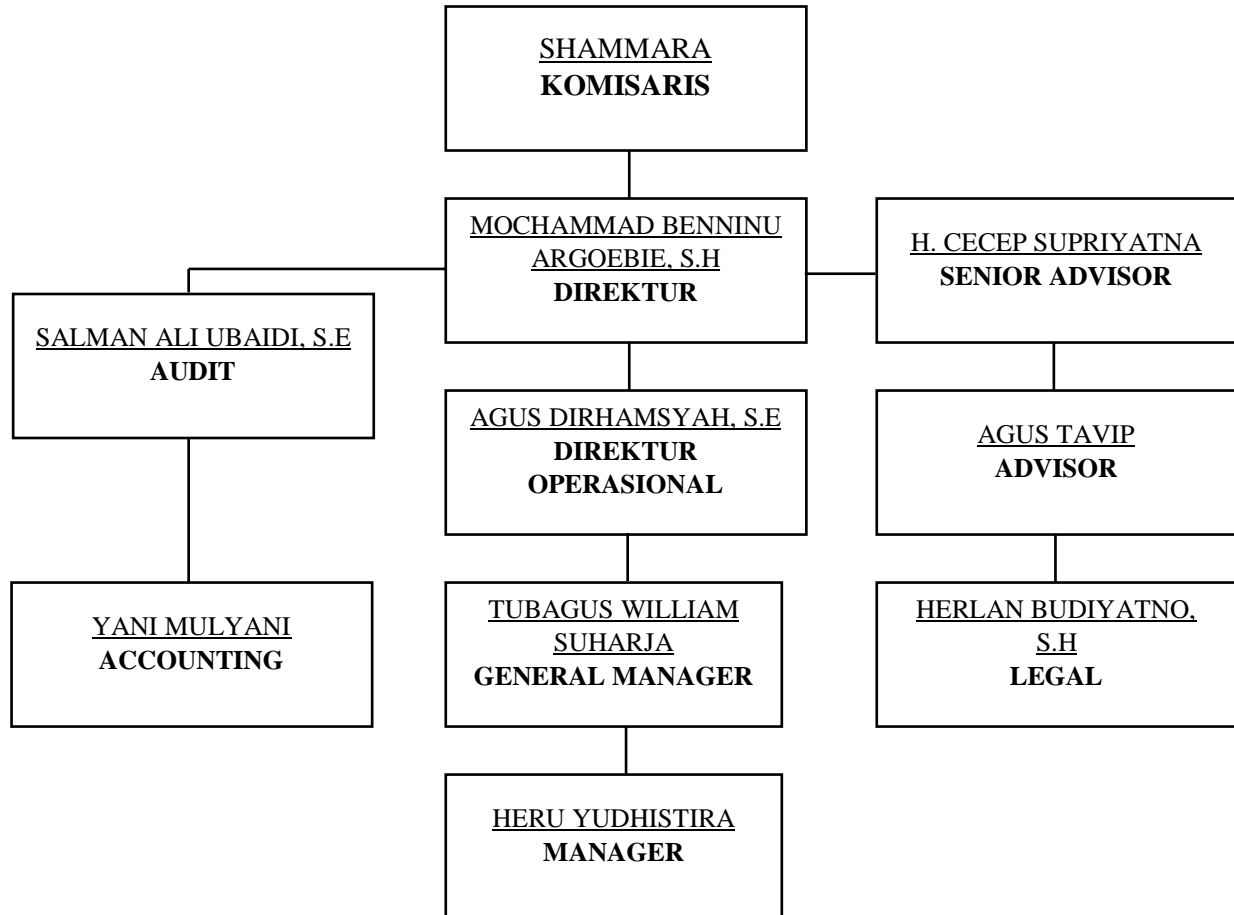 SHAMMARA
KOMISARIS
MOCHAMMAD BENNINU
ARGOEBIE, S.H
DIREKTUR
H. CECEP SUPRIYATNA
SENIOR ADVISOR
SALMAN ALI UBAIDI, S.E
AUDIT
AGUS DIRHAMSYAH, S.E
DIREKTUR
OPERASIONAL
AGUS TAVIP
ADVISOR
YANI MULYANI
ACCOUNTING
TUBAGUS WILLIAM
SUHARJA
GENERAL MANAGER
HERLAN BUDIYATNO,
S.H
LEGAL
HERU YUDHISTIRA
MANAGER